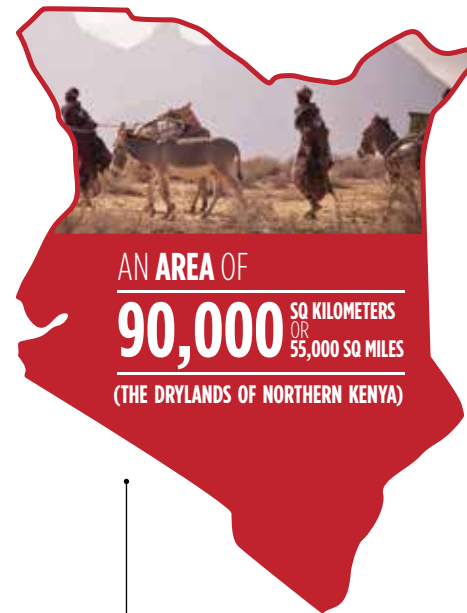 AN AREA OF
90,000 SQ KILOMETERS
OR
55,000 SQ MILES
(THE DRYLANDS OF NORTHERN KENYA)